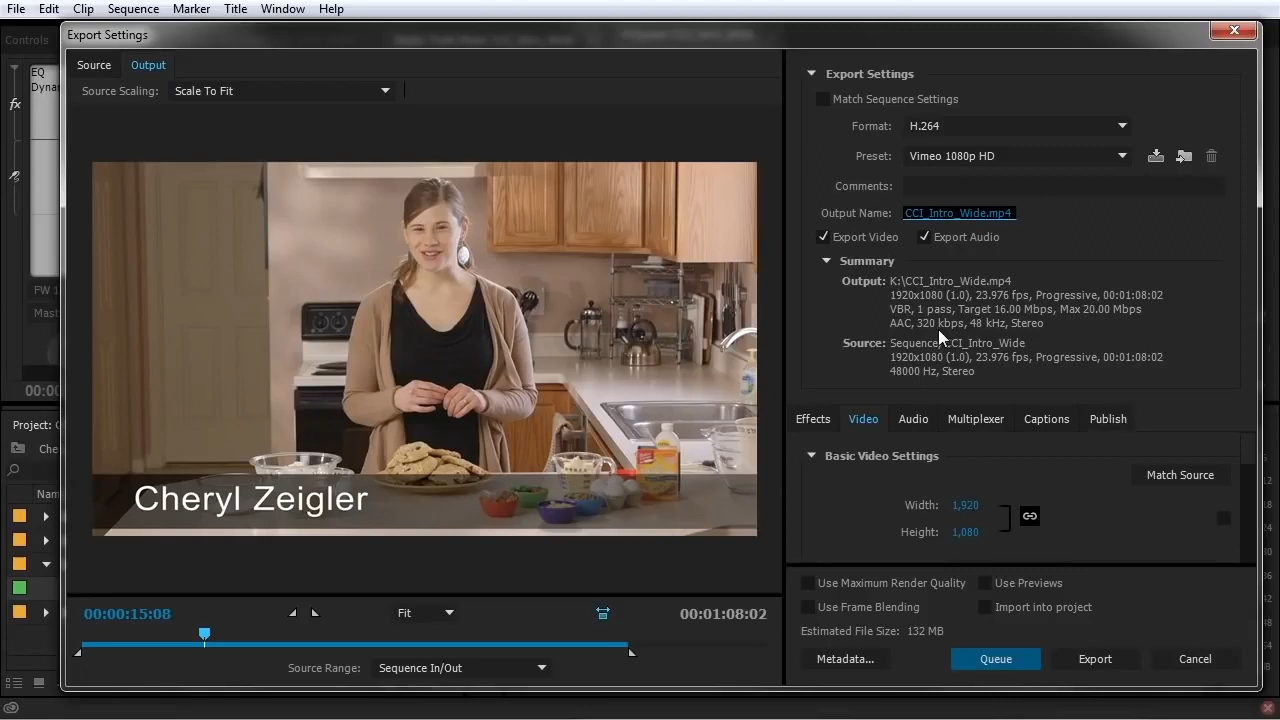 File Edit Clip Sequence Marker Title Window Help
Export Settings
Controls
EQ
Source Output
Source Scaling: Scale To Fit
Export Settings
Match Sequence Settings
Format: H.264
Preset: Vimeo 1080p HD
Comments:
Output Name: CCI_Intro_Wide.mp4
Export Video Export Audio
Summary
Output: K:\CCI_Intro_Wide.mp4
1920x1080 (1.0), 23.976 fps, Progressive, 00:01:08:02
VBR, 1 pass, Target 16.00 Mbps, Max 20.00 Mbps
AAC, 320 kbps, 48 kHz, Stereo
Source: Sequence, CCI_Intro_Wide
1920x1080 (1.0), 23.976 fps, Progressive, 00:01:08:02
48000 Hz, Stereo
Effects Video Audio Multiplexer Captions Publish
Basic Video Settings
Match Source
Width: 1,920
Height: 1,080
Cheryl Zeigler
Use Maximum Render Quality Use Previews
Use Frame Blending Import into project
Estimated File Size: 132 MB
Metadata... Queue Export Cancel
00:00:15:08 Fit 00:01:08:02
Source Range: Sequence In/Out
fx
FW 1
Project: